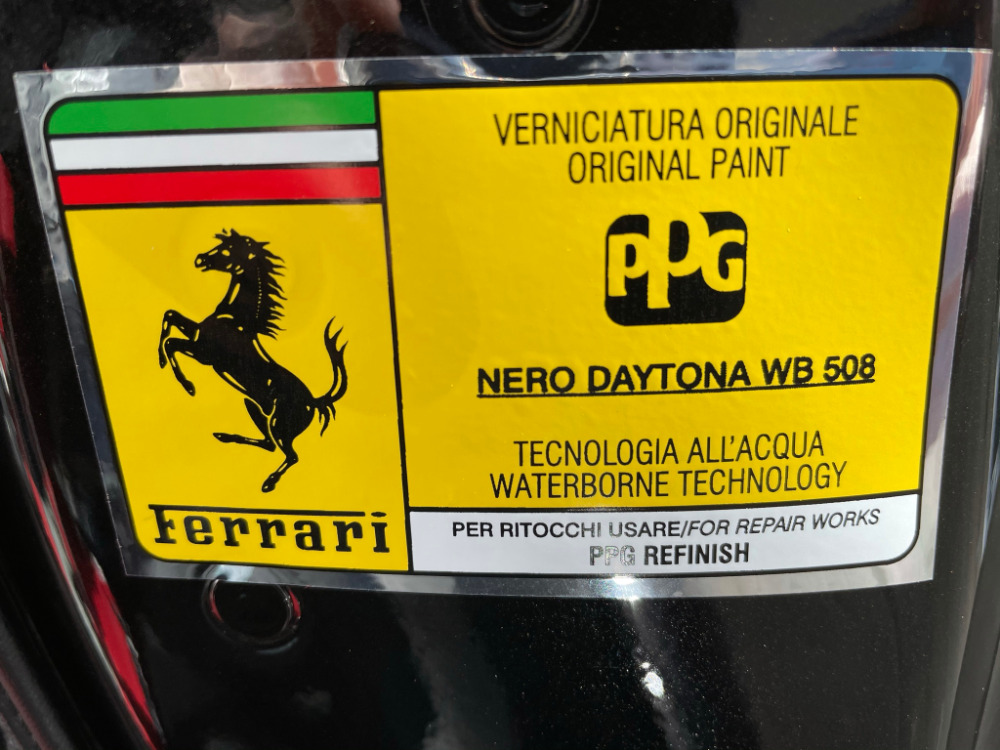 Ferrari
VERNICIATURA ORIGINALE
ORIGINAL PAINT
PPG
NERO DAYTONA WB 508
TECNOLOGIA ALL'ACQUA
WATERBORNE TECHNOLOGY
PER RITOCCHI USARE/FOR REPAIR WORKS
PPG REFINISH